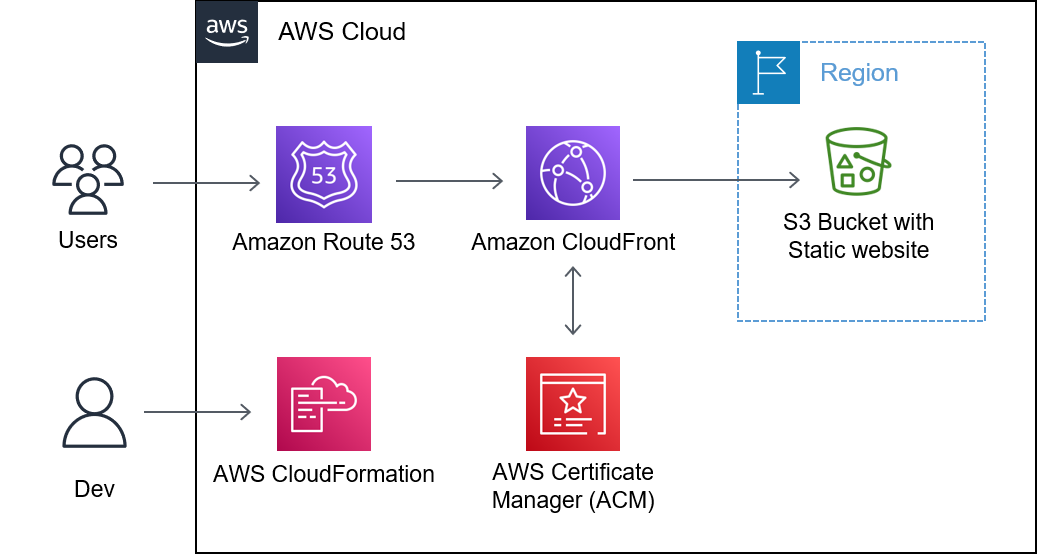 aws
AWS Cloud
Region
53
Users
Amazon Route 53
Amazon CloudFront
S3 Bucket with
Static website
Dev
AWS CloudFormation
AWS Certificate
Manager (ACM)